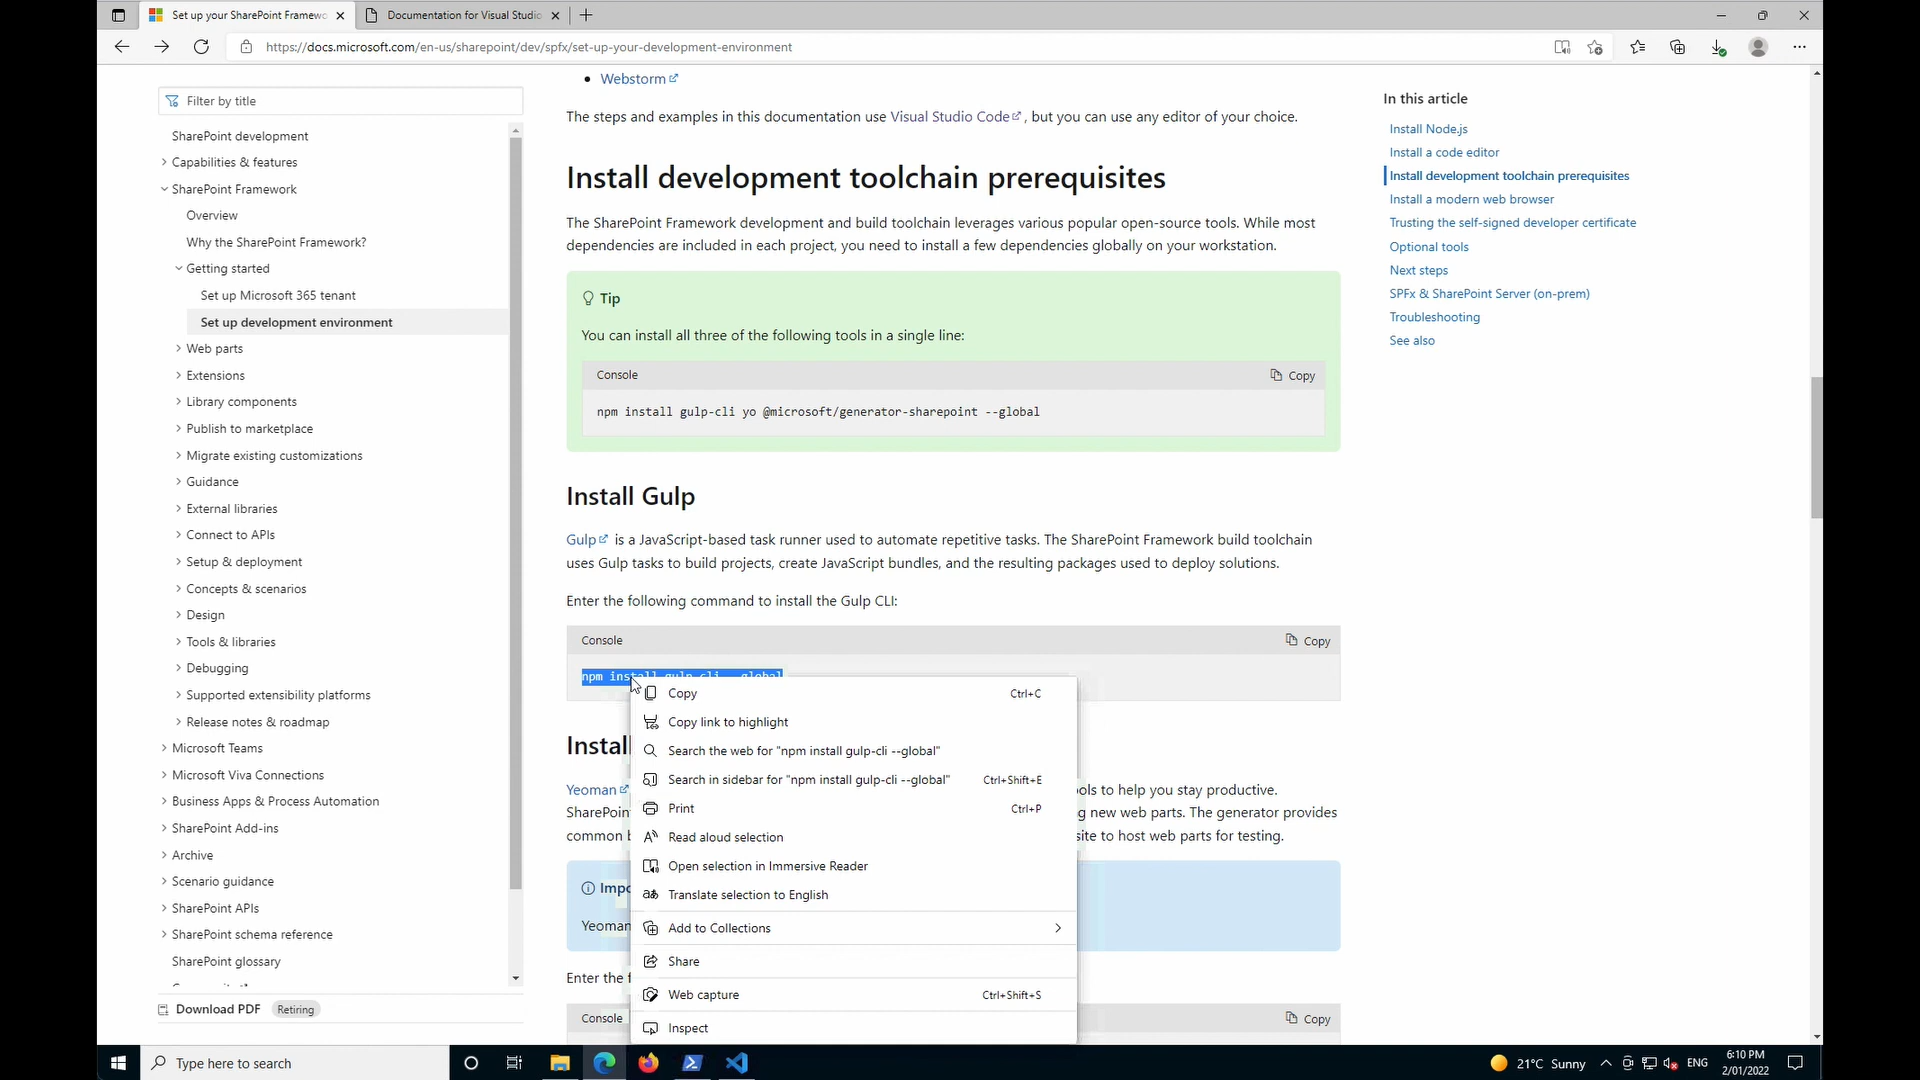 Set up your SharePoint Framewo
Documentation for Visual Studio
https://docs.microsoft.com/en-us/sharepoint/dev/spfx/set-up-your-development-environment
Filter by title
SharePoint development
Capabilities & features
SharePoint Framework
Overview
Why the SharePoint Framework?
Getting started
Set up Microsoft 365 tenant
Set up development environment
Web parts
Extensions
Library components
Publish to marketplace
Migrate existing customizations
Guidance
External libraries
Connect to APIs
Setup & deployment
Concepts & scenarios
Design
Tools & libraries
Debugging
Supported extensibility platforms
Release notes & roadmap
Microsoft Teams
Microsoft Viva Connections
Business Apps & Process Automation
SharePoint Add-ins
Archive
Scenario guidance
SharePoint APIs
SharePoint schema reference
SharePoint glossary
Download PDF Retiring
Webstorm
The steps and examples in this documentation use Visual Studio Code , but you can use any editor of your choice.
Install development toolchain prerequisites
The SharePoint Framework development and build toolchain leverages various popular open-source tools. While most
dependencies are included in each project, you need to install a few dependencies globally on your workstation.
Tip
You can install all three of the following tools in a single line:
Console Copy
npm install gulp-cli yo @microsoft/generator-sharepoint --global
Install Gulp
Gulp is a JavaScript-based task runner used to automate repetitive tasks. The SharePoint Framework build toolchain
uses Gulp tasks to build projects, create JavaScript bundles, and the resulting packages used to deploy solutions.
Enter the following command to install the Gulp CLI:
Console Copy
npm install gulp-cli --global
Install
Yeoman ols to help you stay productive.
SharePoin g new web parts. The generator provides
common b site to host web parts for testing.
Impo
Yeoman
Enter the f
Console Copy
Copy Ctrl+C
Copy link to highlight
Search the web for "npm install gulp-cli --global"
Search in sidebar for "npm install gulp-cli --global" Ctrl+Shift+E
Print Ctrl+P
Read aloud selection
Open selection in Immersive Reader
Translate selection to English
Add to Collections
Share
Web capture Ctrl+Shift+S
Inspect
In this article
Install Node.js
Install a code editor
Install development toolchain prerequisites
Install a modern web browser
Trusting the self-signed developer certificate
Optional tools
Next steps
SPFx & SharePoint Server (on-prem)
Troubleshooting
See also
Type here to search
21°C Sunny
ENG
6:10 PM
2/01/2022